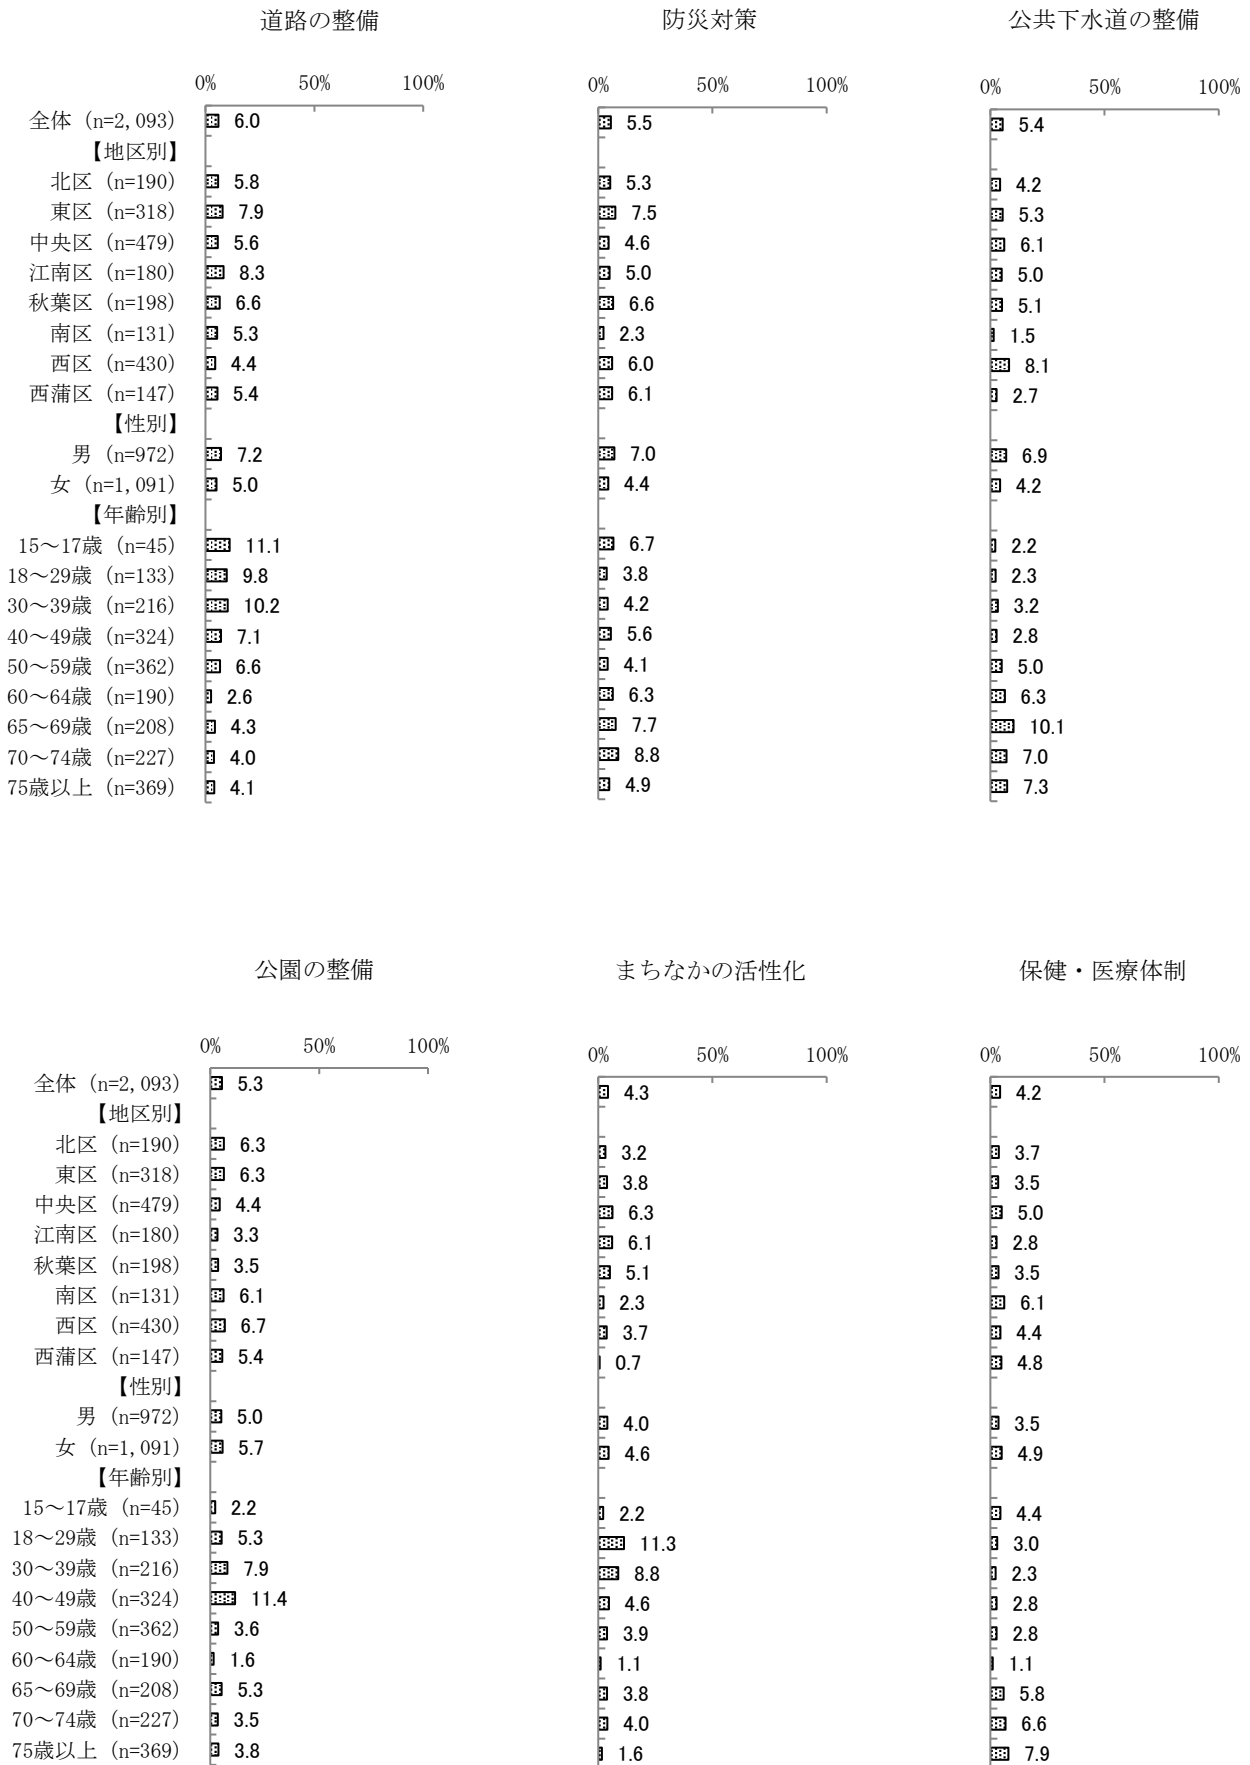 道路の整備 防災対策 公共下水道の整備
0% 50% 100% 0% 50% 100% 0% 50% 100%
全体 (n=2,093) 6.0 5.5 5.4
【地区別】
北区 (n=190) 5.8 5.3 4.2
東区 (n=318) 7.9 7.5 5.3
中央区 (n=479) 5.6 4.6 6.1
江南区 (n=180) 8.3 5.0 5.0
秋葉区 (n=198) 6.6 6.6 5.1
南区 (n=131) 5.3 2.3 1.5
西区 (n=430) 4.4 6.0 8.1
西蒲区 (n=147) 5.4 6.1 2.7
【性別】
男 (n=972) 7.2 7.0 6.9
女 (n=1,091) 5.0 4.4 4.2
【年齢別】
15～17歳 (n=45) 11.1 6.7 2.2
18～29歳 (n=133) 9.8 3.8 2.3
30～39歳 (n=216) 10.2 4.2 3.2
40～49歳 (n=324) 7.1 5.6 2.8
50～59歳 (n=362) 6.6 4.1 5.0
60～64歳 (n=190) 2.6 6.3 6.3
65～69歳 (n=208) 4.3 7.7 10.1
70～74歳 (n=227) 4.0 8.8 7.0
75歳以上 (n=369) 4.1 4.9 7.3
公園の整備 まちなかの活性化 保健・医療体制
0% 50% 100% 0% 50% 100% 0% 50% 100%
全体 (n=2,093) 5.3 4.3 4.2
【地区別】
北区 (n=190) 6.3 3.2 3.7
東区 (n=318) 6.3 3.8 3.5
中央区 (n=479) 4.4 6.3 5.0
江南区 (n=180) 3.3 6.1 2.8
秋葉区 (n=198) 3.5 5.1 3.5
南区 (n=131) 6.1 2.3 6.1
西区 (n=430) 6.7 3.7 4.4
西蒲区 (n=147) 5.4 0.7 4.8
【性別】
男 (n=972) 5.0 4.0 3.5
女 (n=1,091) 5.7 4.6 4.9
【年齢別】
15～17歳 (n=45) 2.2 2.2 4.4
18～29歳 (n=133) 5.3 11.3 3.0
30～39歳 (n=216) 7.9 8.8 2.3
40～49歳 (n=324) 11.4 4.6 2.8
50～59歳 (n=362) 3.6 3.9 2.8
60～64歳 (n=190) 1.6 1.1 1.1
65～69歳 (n=208) 5.3 3.8 5.8
70～74歳 (n=227) 3.5 4.0 6.6
75歳以上 (n=369) 3.8 1.6 7.9